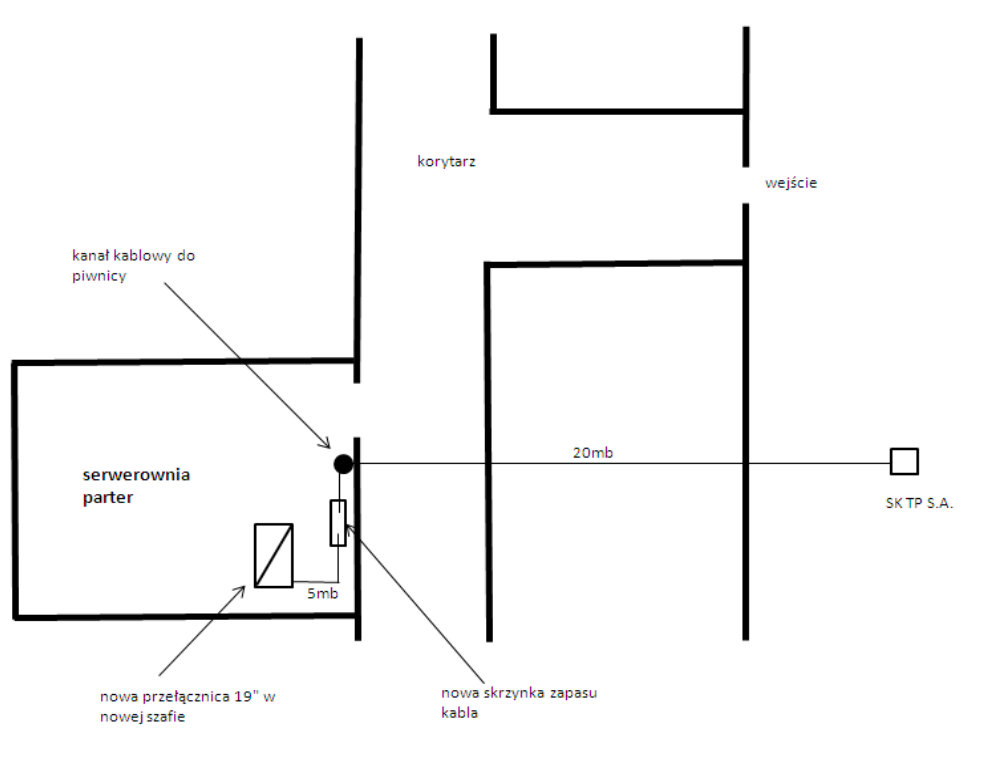 korytarz
wejście
kanał kablowy do
piwnicy
20mb
serwerownia
parter
SK TP S.A.
5mb
nowa przełącznica 19" w
nowej szafie
nowa skrzynka zapasu
kabla